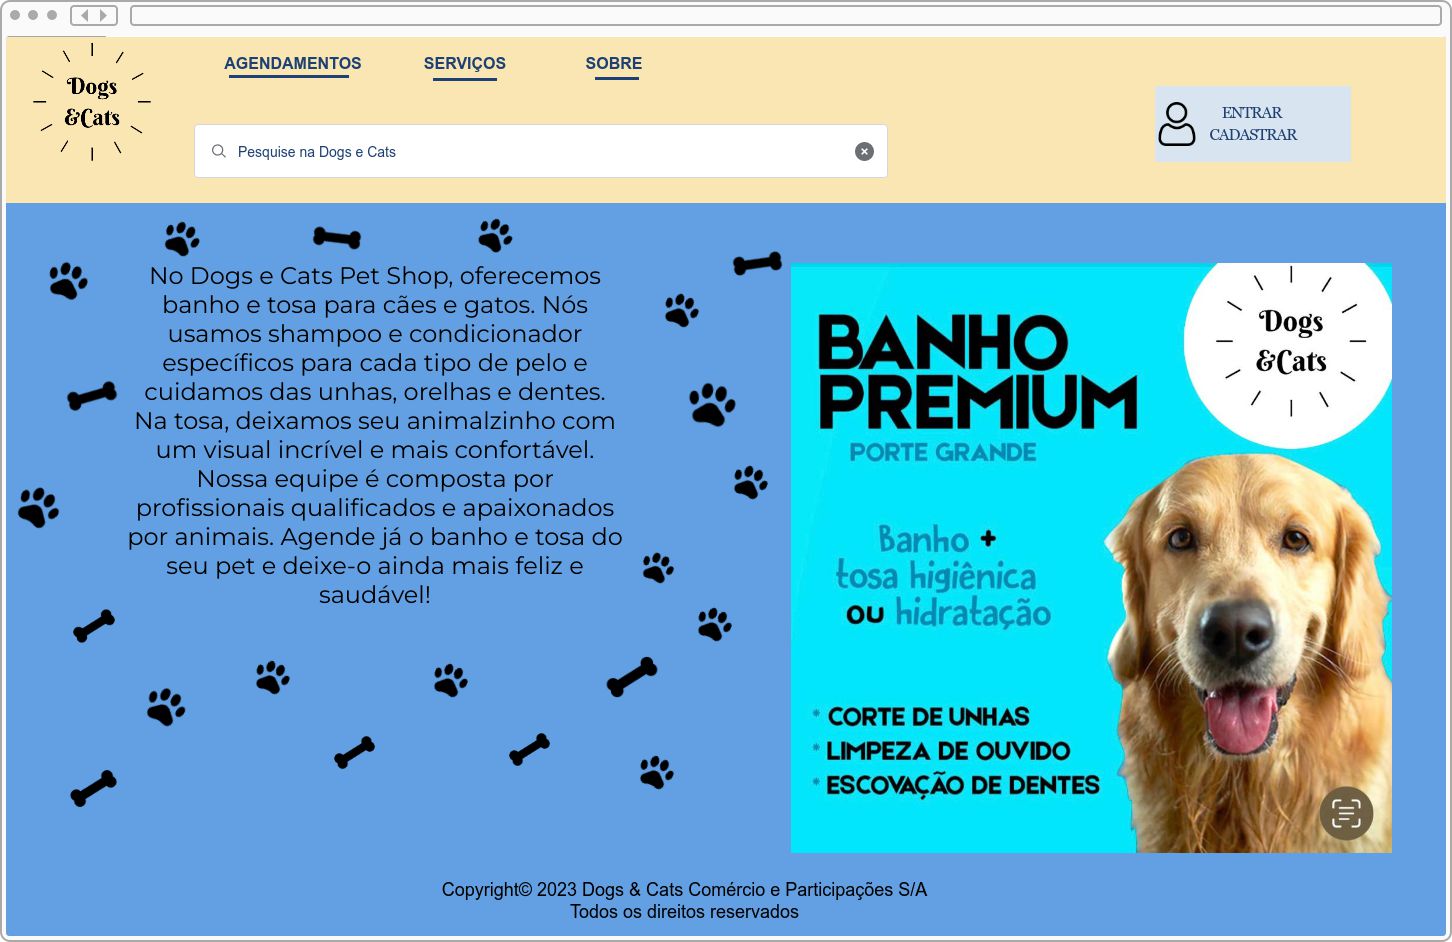 Dogs
&Cats
AGENDAMENTOS
SERVIÇOS
SOBRE
Pesquise na Dogs e Cats
ENTRAR
CADASTRAR
No Dogs e Cats Pet Shop, oferecemos
banho e tosa para cães e gatos. Nós
usamos shampoo e condicionador
específicos para cada tipo de pelo e
cuidamos das unhas, orelhas e dentes.
Na tosa, deixamos seu animalzinho com
um visual incrível e mais confortável.
Nossa equipe é composta por
profissionais qualificados e apaixonados
por animais. Agende já o banho e tosa do
seu pet e deixe-o ainda mais feliz e
saudável!
BANHO
PREMIUM
PORTE GRANDE
Dogs
&Cats
Banho +
tosa higiênica
ou hidratação
* CORTE DE UNHAS
* LIMPEZA DE OUVIDO
* ESCOVAÇÃO DE DENTES
Copyright© 2023 Dogs & Cats Comércio e Participações S/A
Todos os direitos reservados